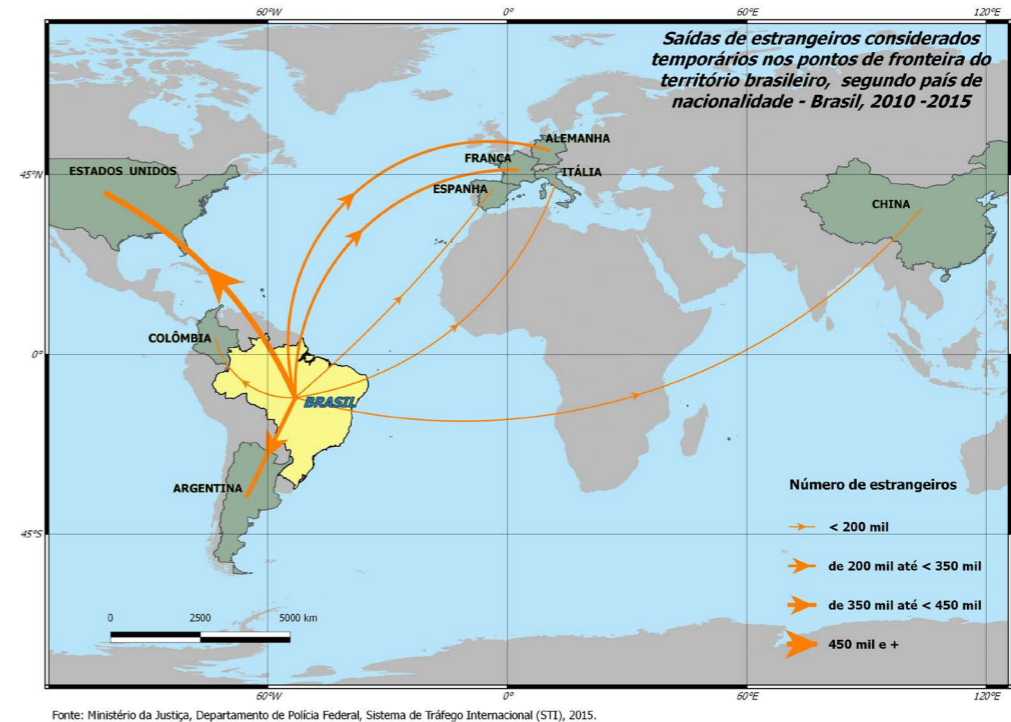 60°W 0° 60°E 120°E
Saídas de estrangeiros considerados
temporários nos pontos de fronteira do
território brasileiro, segundo país de
nacionalidade - Brasil, 2010 -2015
ALEMANHA
FRANÇA
45°N
ESTADOS UNIDOS
ITÁLIA
ESPANHA
CHINA
COLÔMBIA
0°
BRASIL
ARGENTINA
Número de estrangeiros
< 200 mil
45°S
de 200 mil até < 350 mil
de 350 mil até < 450 mil
0 2500 5000 km
450 mil e +
60°W 0° 60°E 120°E
Fonte: Ministério da Justiça, Departamento de Polícia Federal, Sistema de Tráfego Internacional (STI), 2015.